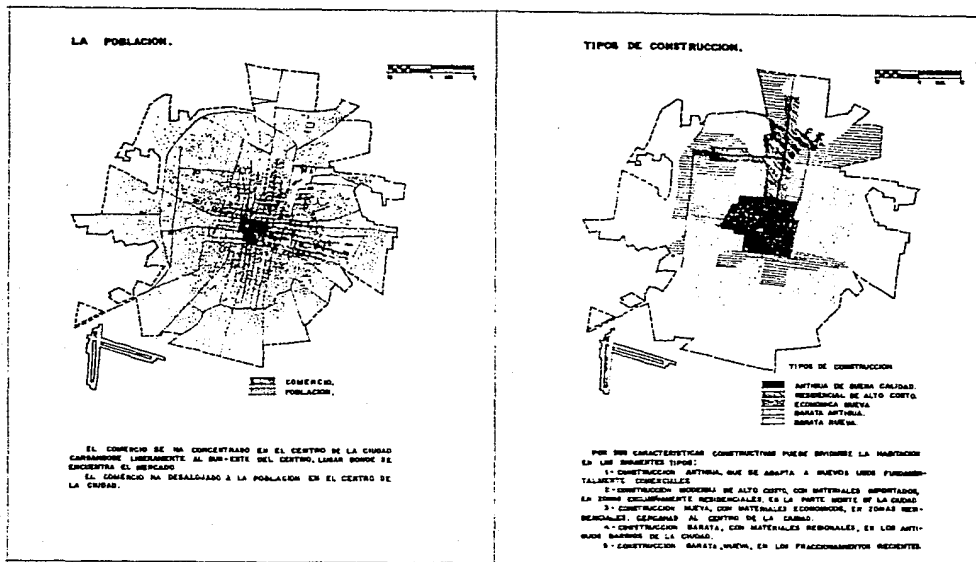 LA POBLACION.
COMERCIO.
POBLACION.
EL COMERCIO SE HA CONCENTRADO EN EL CENTRO DE LA CIUDAD
CARGANDOSE LIGERAMENTE AL SUR-ESTE DEL CENTRO, LUGAR DONDE SE
ENCUENTRA EL MERCADO
EL COMERCIO HA DESALOJADO A LA POBLACION EN EL CENTRO DE
LA CIUDAD.
TIPOS DE CONSTRUCCION.
TIPOS DE CONSTRUCCION
ANTIGUA DE BUENA CALIDAD.
RESIDENCIAL DE ALTO COSTO.
ECONOMICA NUEVA
BARATA ANTIGUA.
BARATA NUEVA.
POR SUS CARACTERISTICAS CONSTRUCTIVAS PUEDE DIVIDIRSE LA HABITACION
EN LOS SIGUIENTES TIPOS:
1- CONSTRUCCION ANTIGUA, QUE SE ADAPTA A NUEVOS USOS FUNDAMEN-
TALMENTE COMERCIALES
2- CONSTRUCCION MODERNA DE ALTO COSTO, CON MATERIALES IMPORTADOS,
EN ZONAS EXCLUSIVAMENTE RESIDENCIALES, EN LA PARTE NORTE DE LA CIUDAD
3- CONSTRUCCION NUEVA, CON MATERIALES ECONOMICOS, EN ZONAS RESI-
DENCIALES, CERCANAS AL CENTRO DE LA CIUDAD.
4- CONSTRUCCION BARATA, CON MATERIALES REGIONALES, EN LOS ANTI-
GUOS BARRIOS DE LA CIUDAD.
5- CONSTRUCCION BARATA, NUEVA, EN LOS FRACCIONAMIENTOS RECIENTES